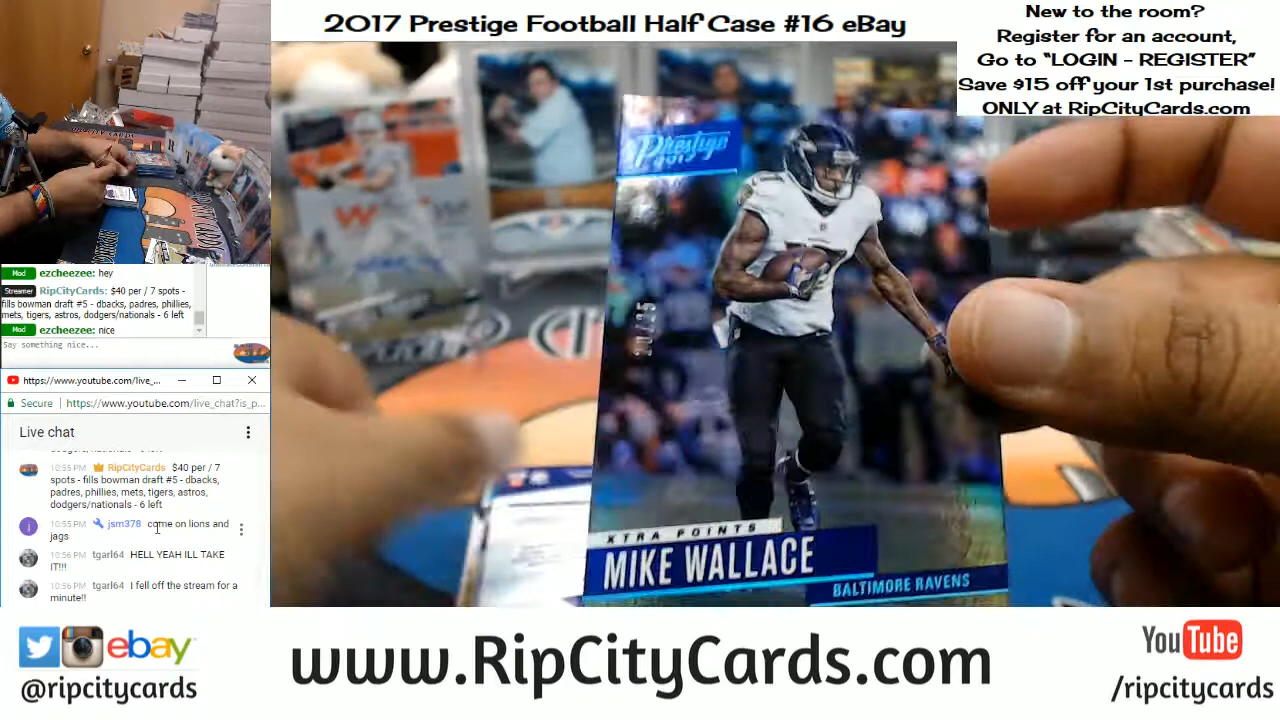 2017 Prestige Football Half Case #16 eBay
New to the room?
Register for an account,
Go to “LOGIN - REGISTER”
Save $15 off your 1st purchase!
ONLY at RipCityCards.com
Prestige
2017
XTRA POINTS
MIKE WALLACE
BALTIMORE RAVENS
Mod ezcheezee: hey
Streamer RipCityCards: $40 per / 7 spots -
fills bowman draft #5 - dbacks, padres, phillies,
mets, tigers, astros, dodgers/nationals - 6 left
Mod ezcheezee: nice
Say something nice...
https://www.youtube.com/live_...
Secure https://www.youtube.com/live_chat?is_p...
Live chat
10:55 PM RipCityCards $40 per / 7
spots - fills bowman draft #5 - dbacks,
padres, phillies, mets, tigers, astros,
dodgers/nationals - 6 left
10:55 PM jsm378 come on lions and
jags
10:56 PM tgarl64 HELL YEAH ILL TAKE
IT!!!
10:56 PM tgarl64 I fell off the stream for a
minute!!
ebay
@ripcitycards
www.RipCityCards.com
YouTube
/ripcitycards